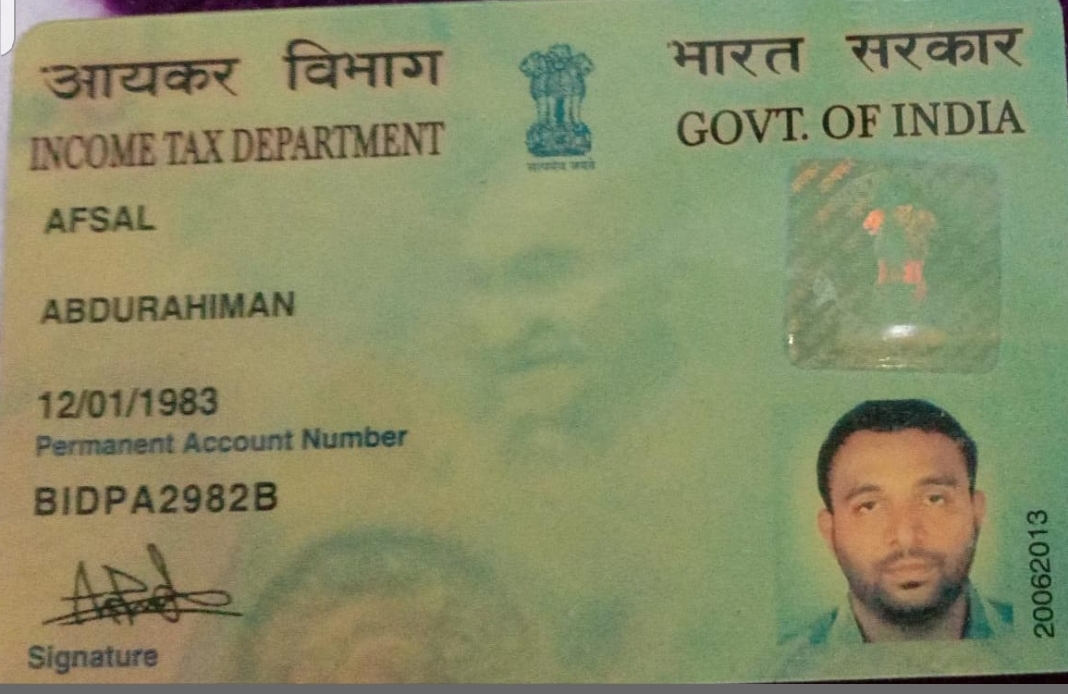 आयकर विभाग
INCOME TAX DEPARTMENT
सत्यमेव जयते
भारत सरकार
GOVT. OF INDIA
AFSAL
ABDURAHIMAN
12/01/1983
Permanent Account Number
BIDPA2982B
Signature
20062013